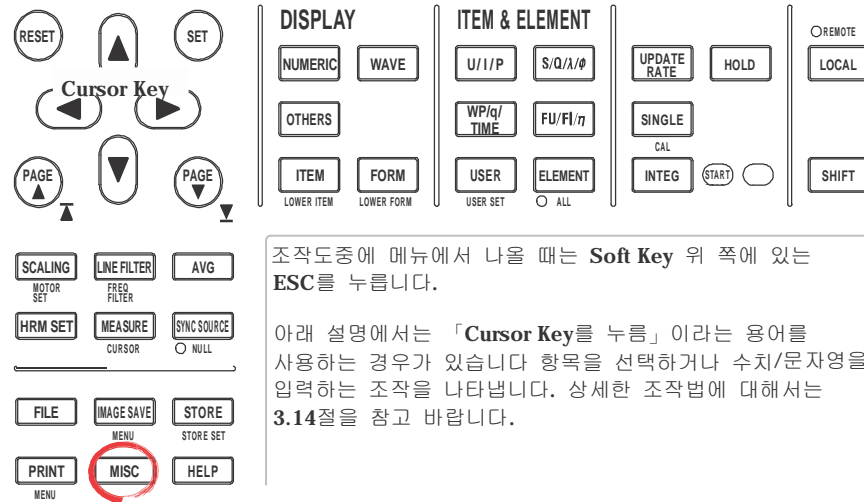 RESET
SET
Cursor Key
PAGE
PAGE
DISPLAY
NUMERIC
WAVE
OTHERS
ITEM
FORM
LOWER ITEM
LOWER FORM
ITEM & ELEMENT
U / I / P
S/Q/λ/ϕ
WP/q/
TIME
FU/FI/η
USER
ELEMENT
USER SET
ALL
UPDATE
RATE
HOLD
SINGLE
CAL
INTEG
START
REMOTE
LOCAL
SHIFT
SCALING
LINE FILTER
AVG
MOTOR
SET
FREQ
FILTER
HRM SET
MEASURE
SYNC SOURCE
CURSOR
NULL
FILE
IMAGE SAVE
STORE
MENU
STORE SET
PRINT
MISC
HELP
MENU
조작도중에 메뉴에서 나올 때는 Soft Key 위 쪽에 있는
ESC를 누릅니다.
아래 설명에서는 「Cursor Key를 누름」이라는 용어를
사용하는 경우가 있습니다 항목을 선택하거나 수치/문자영을
입력하는 조작을 나타냅니다. 상세한 조작법에 대해서는
3.14절을 참고 바랍니다.